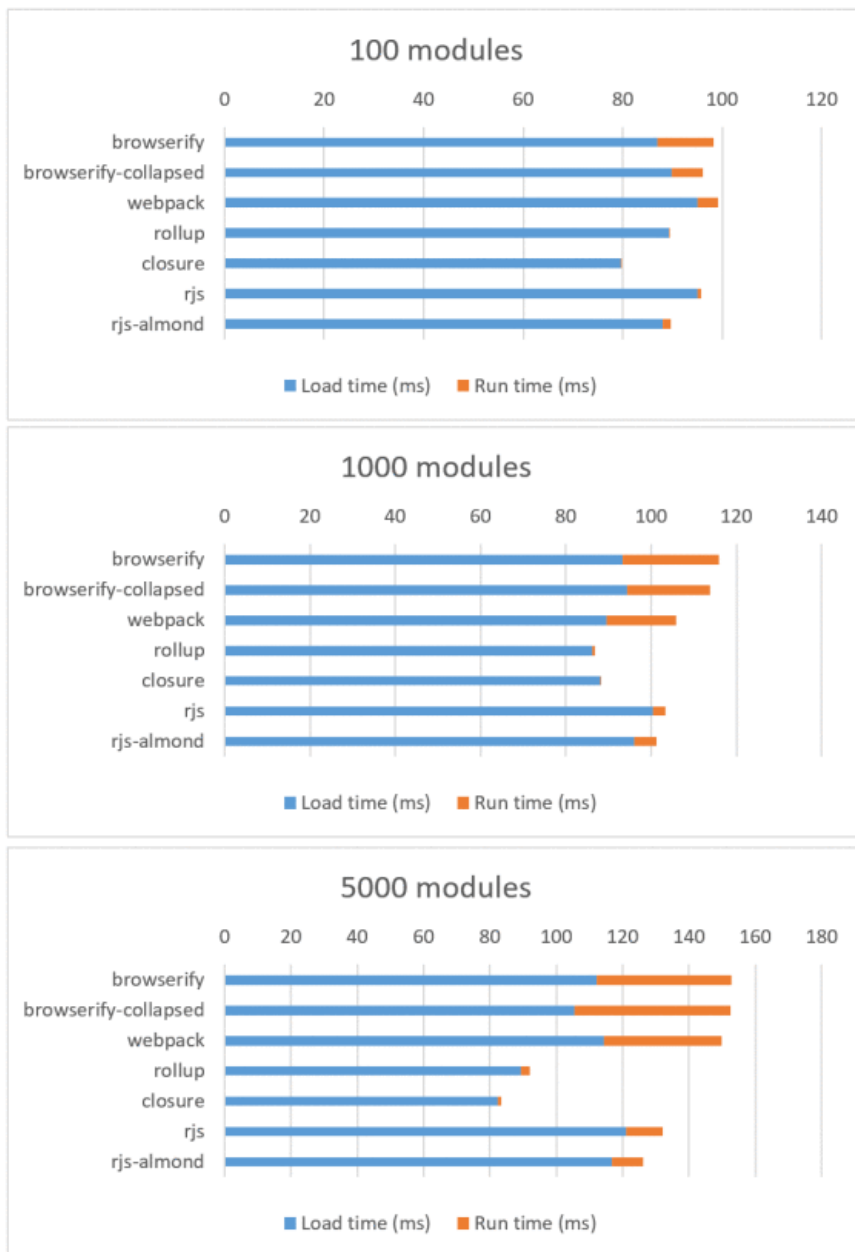 100 modules
0 20 40 60 80 100 120
browserify
browserify-collapsed
webpack
rollup
closure
rjs
rjs-almond
Load time (ms) Run time (ms)
1000 modules
0 20 40 60 80 100 120 140
browserify
browserify-collapsed
webpack
rollup
closure
rjs
rjs-almond
Load time (ms) Run time (ms)
5000 modules
0 20 40 60 80 100 120 140 160 180
browserify
browserify-collapsed
webpack
rollup
closure
rjs
rjs-almond
Load time (ms) Run time (ms)